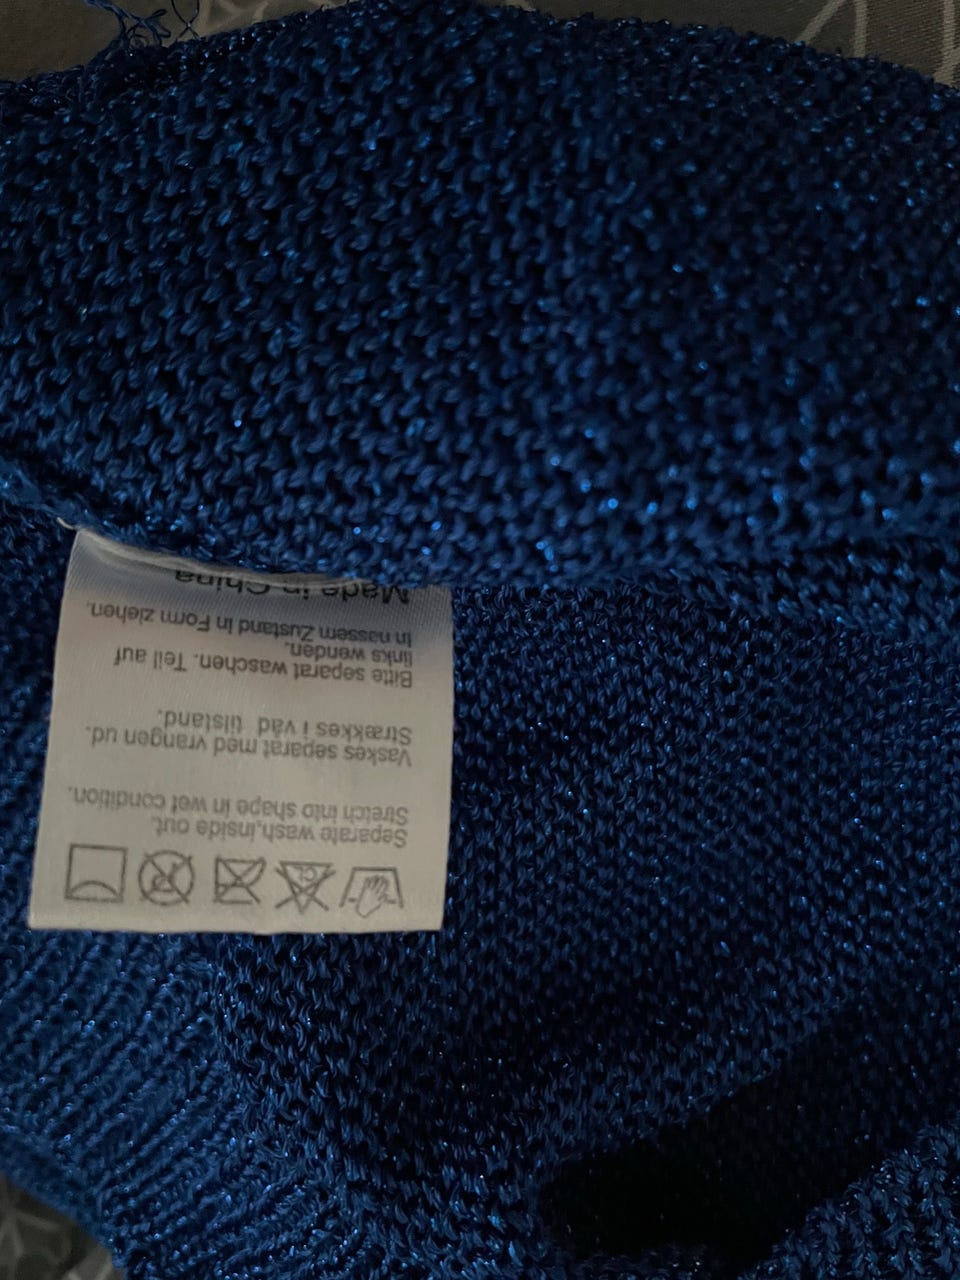 CL
P
Separate wash,inside out.
Stretch into shape in wet condition.
Vaskes separat med vrangen ud.
Strækkes i våd tilstand.
Bitte separat waschen. Teil auf
links wenden.
In nassem Zustand in Form ziehen.
Made in China